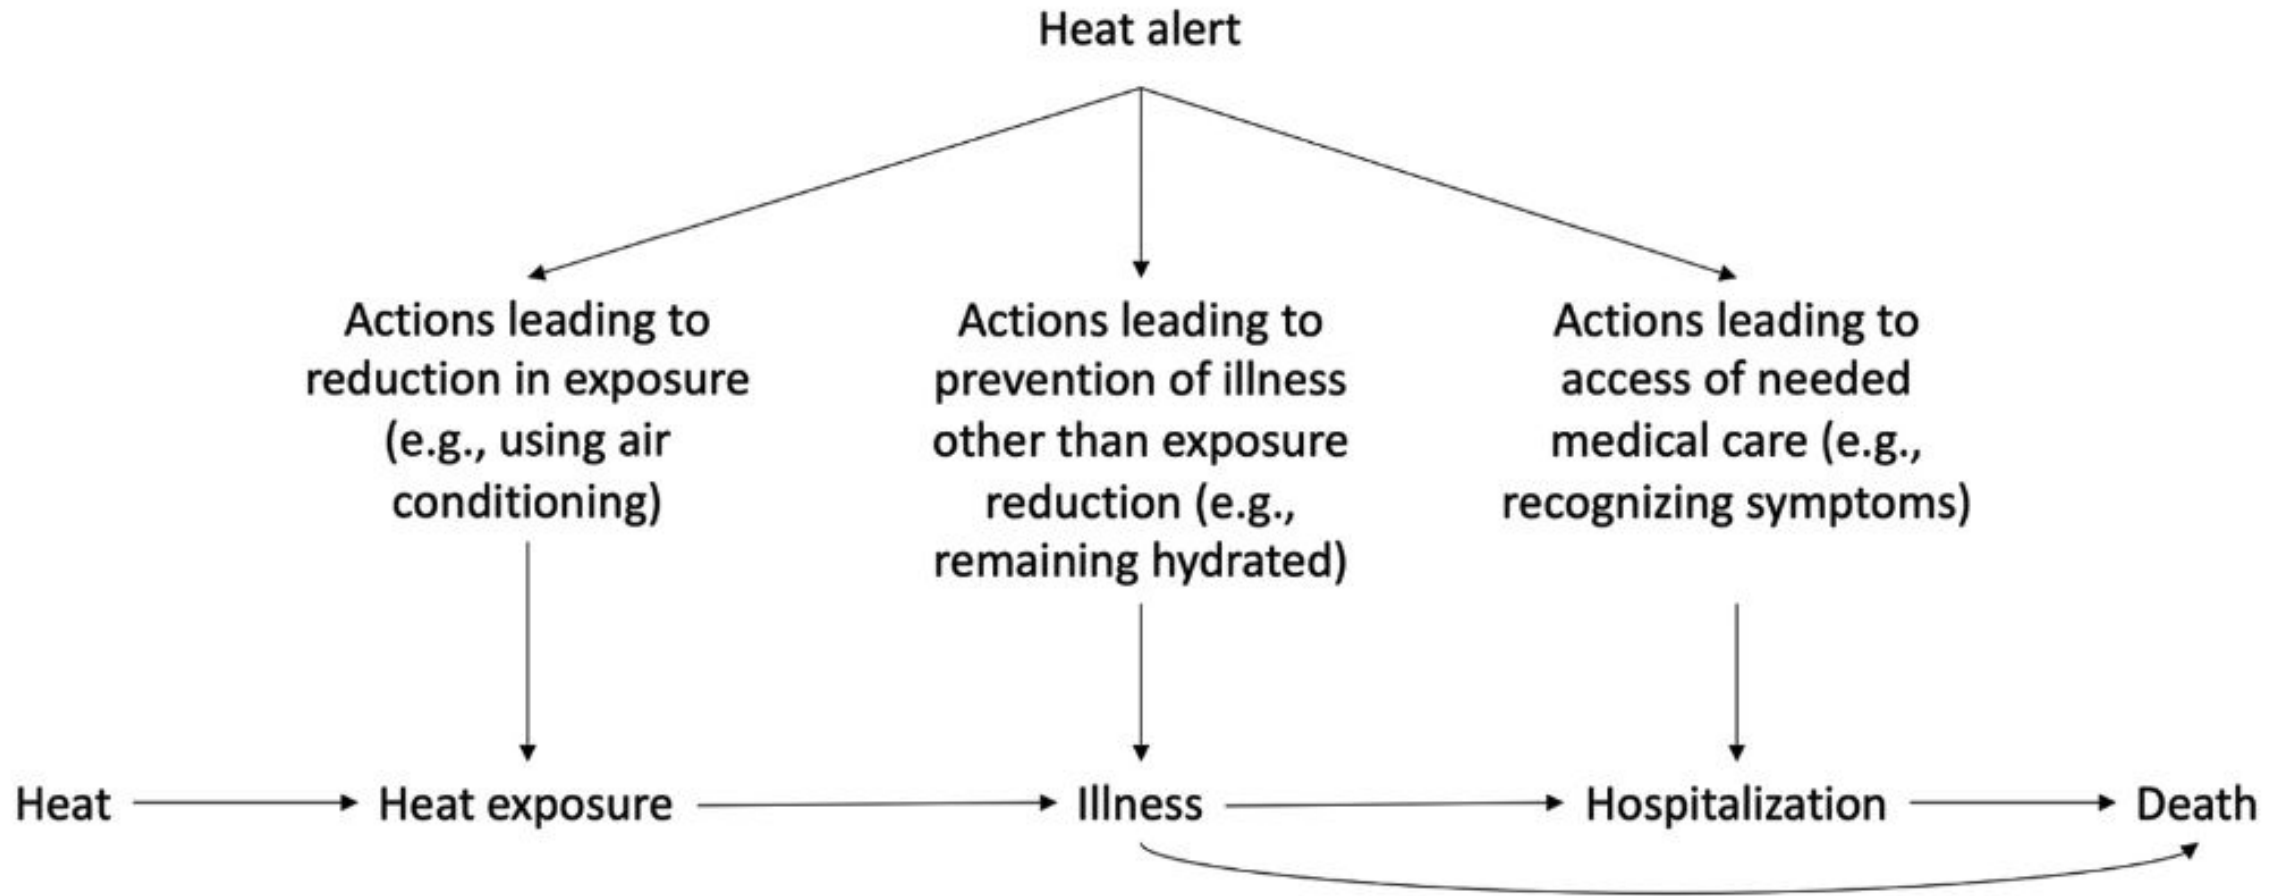 Heat alert
Actions leading to
reduction in exposure
(e.g., using air
conditioning)
Actions leading to
prevention of illness
other than exposure
reduction (e.g.,
remaining hydrated)
Actions leading to
access of needed
medical care (e.g.,
recognizing symptoms)
Heat
Heat exposure
Illness
Hospitalization
Death